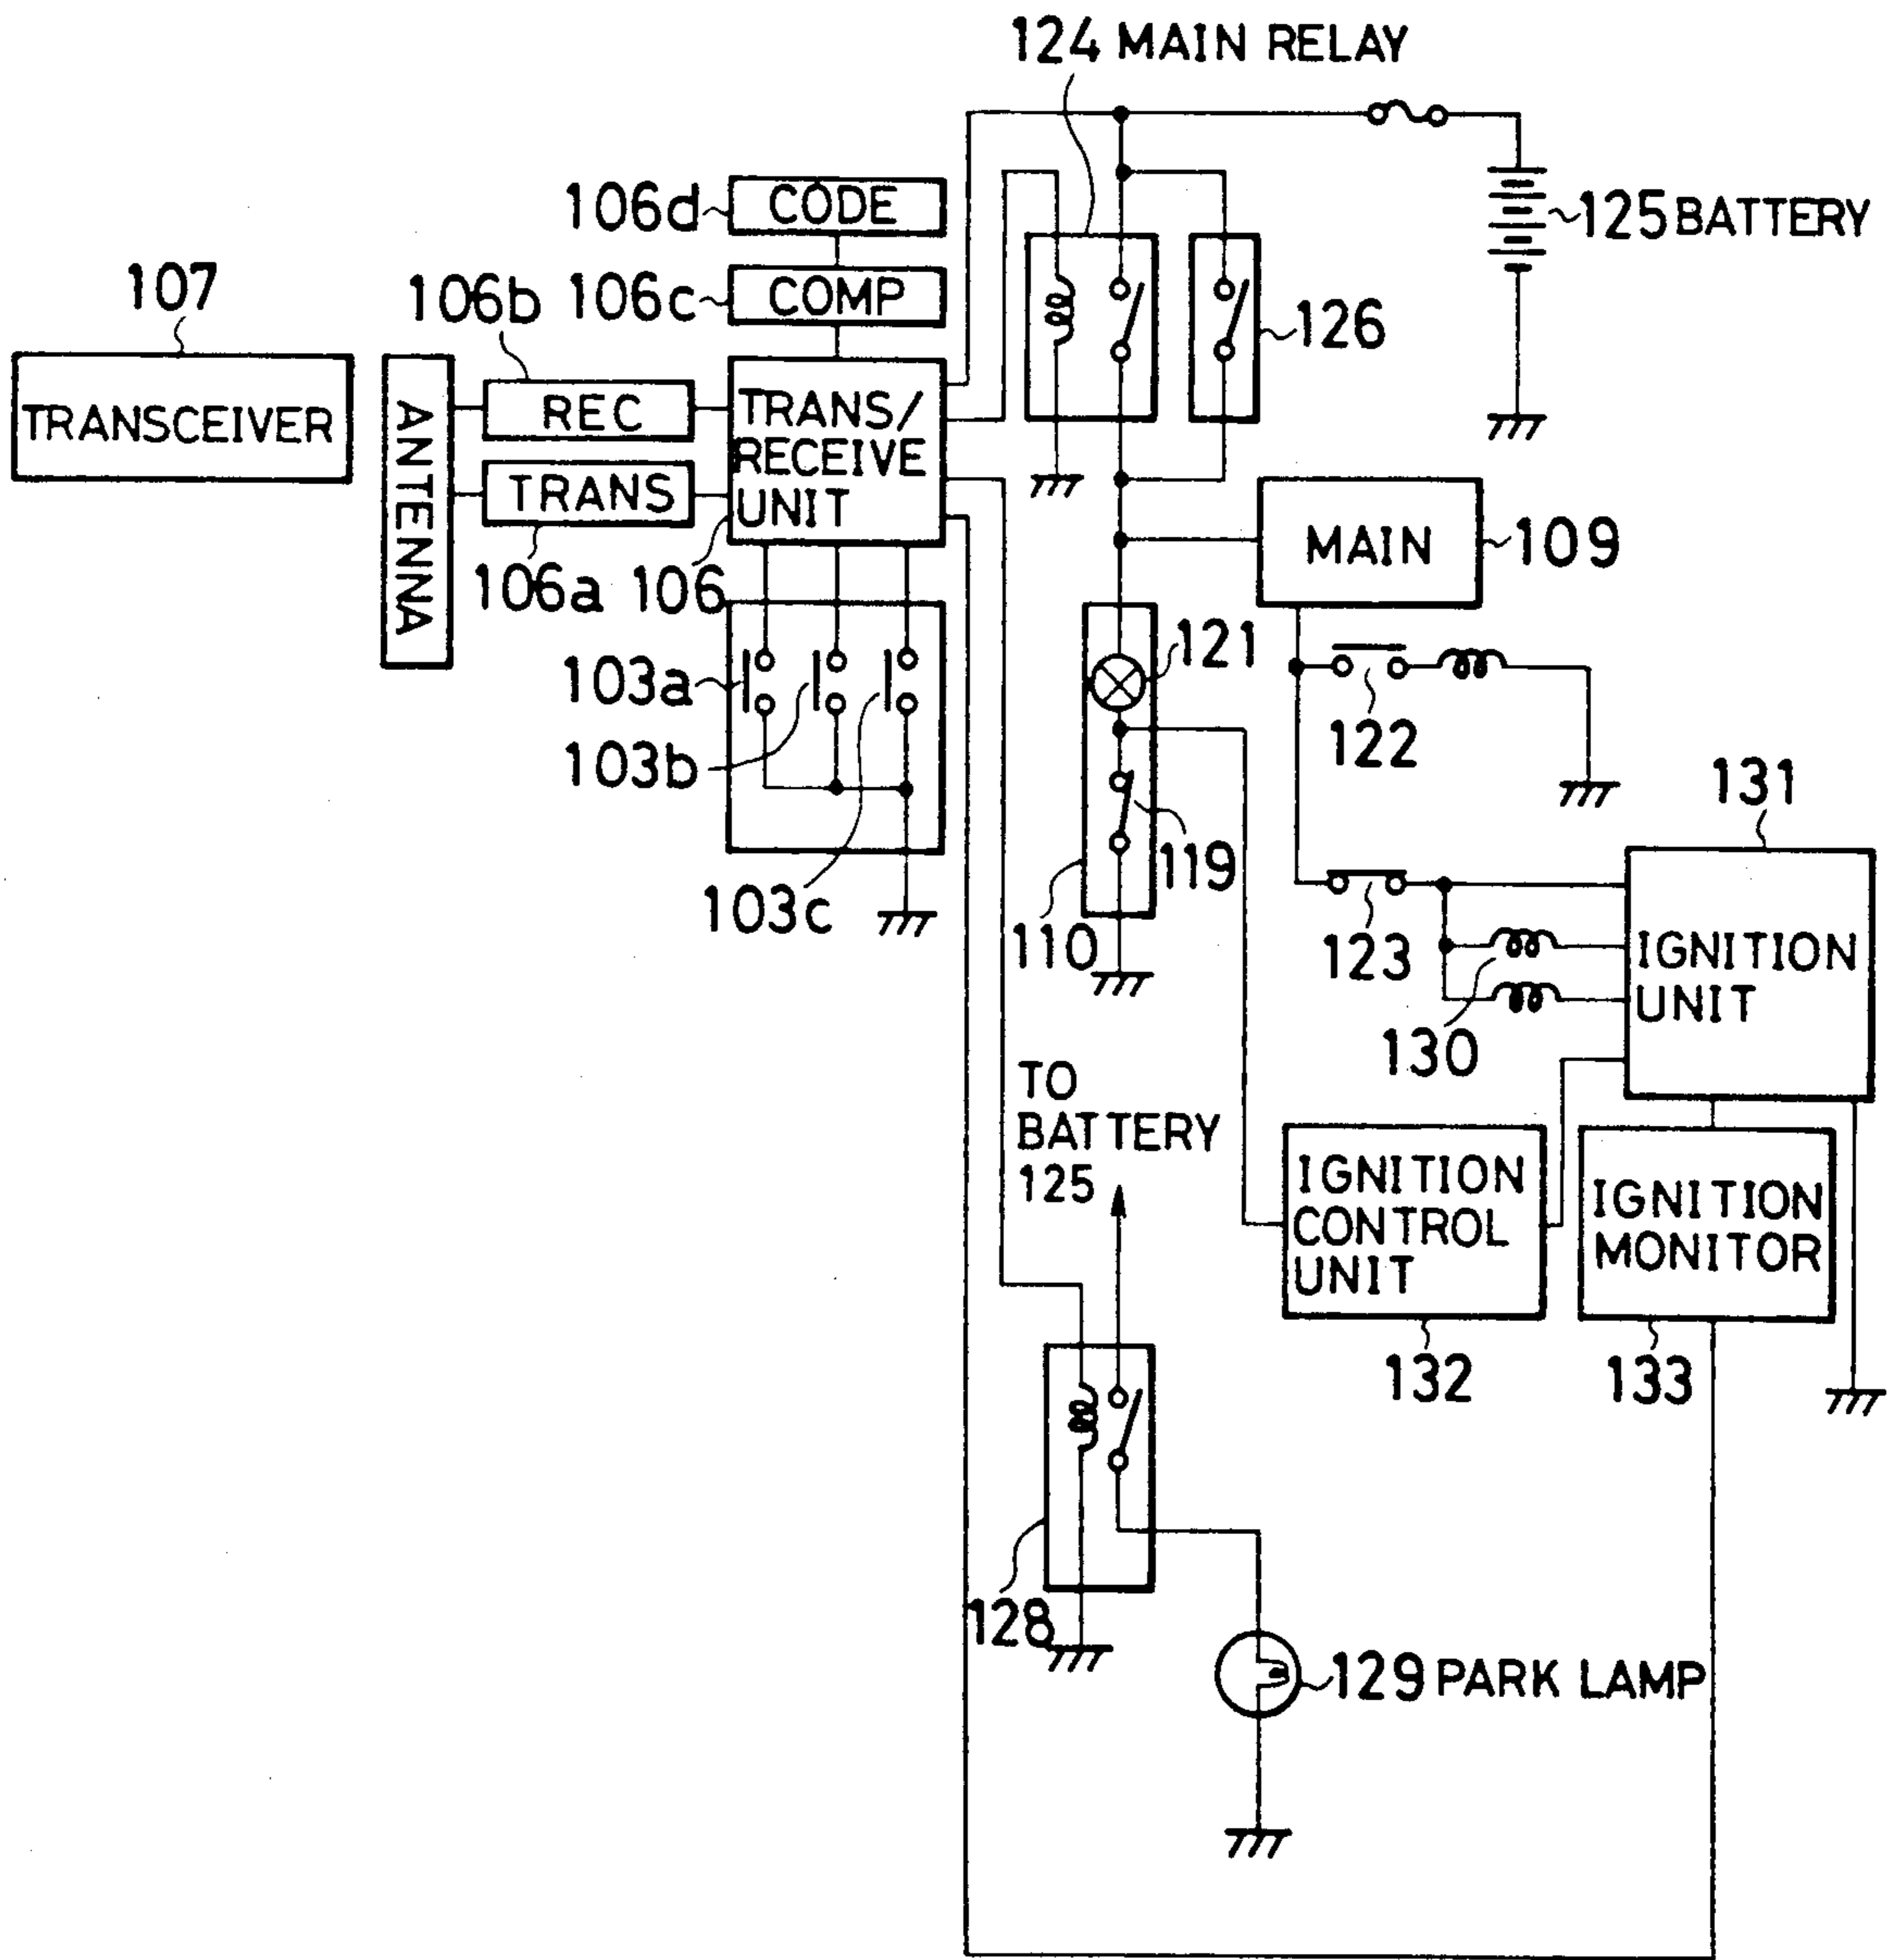 124 MAIN RELAY
106d
CODE
125 BATTERY
107
106b
106c
COMP
126
TRANSCEIVER
ANTENNA
REC
TRANS/
RECEIVE
UNIT
TRANS
MAIN
109
106a
106
121
103a
122
103b
131
119
103c
110
123
IGNITION
UNIT
130
TO
BATTERY
125
IGNITION
CONTROL
UNIT
IGNITION
MONITOR
132
133
128
129 PARK LAMP